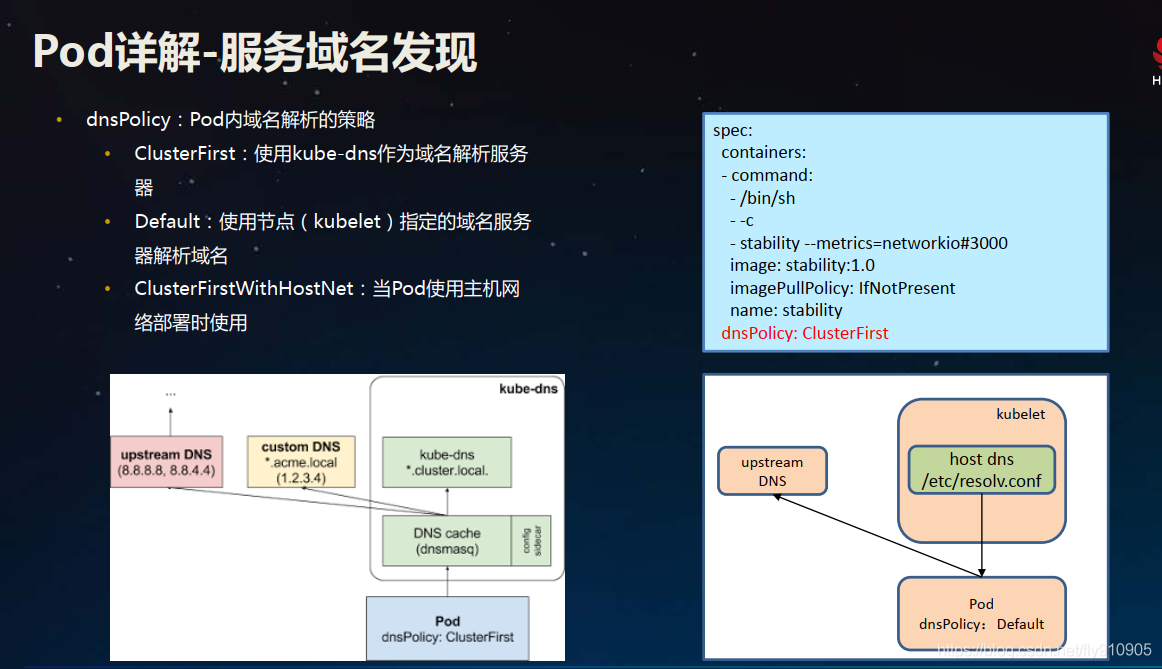 Pod详解-服务域名发现
H
• dnsPolicy：Pod内域名解析的策略
• ClusterFirst：使用kube-dns作为域名解析服务
器
• Default：使用节点（kubelet）指定的域名服务
器解析域名
• ClusterFirstWithHostNet：当Pod使用主机网
络部署时使用
spec:
containers:
- command:
- /bin/sh
- -c
- stability --metrics=networkio#3000
image: stability:1.0
imagePullPolicy: IfNotPresent
name: stability
dnsPolicy: ClusterFirst
...
kube-dns
upstream DNS
(8.8.8.8, 8.8.4.4)
custom DNS
*.acme.local
(1.2.3.4)
kube-dns
*.cluster.local.
DNS cache
(dnsmasq)
config
sidecar
Pod
dnsPolicy: ClusterFirst
kubelet
upstream
DNS
host dns
/etc/resolv.conf
Pod
dnsPolicy：Default
https://blog.csdn.net/fly910905